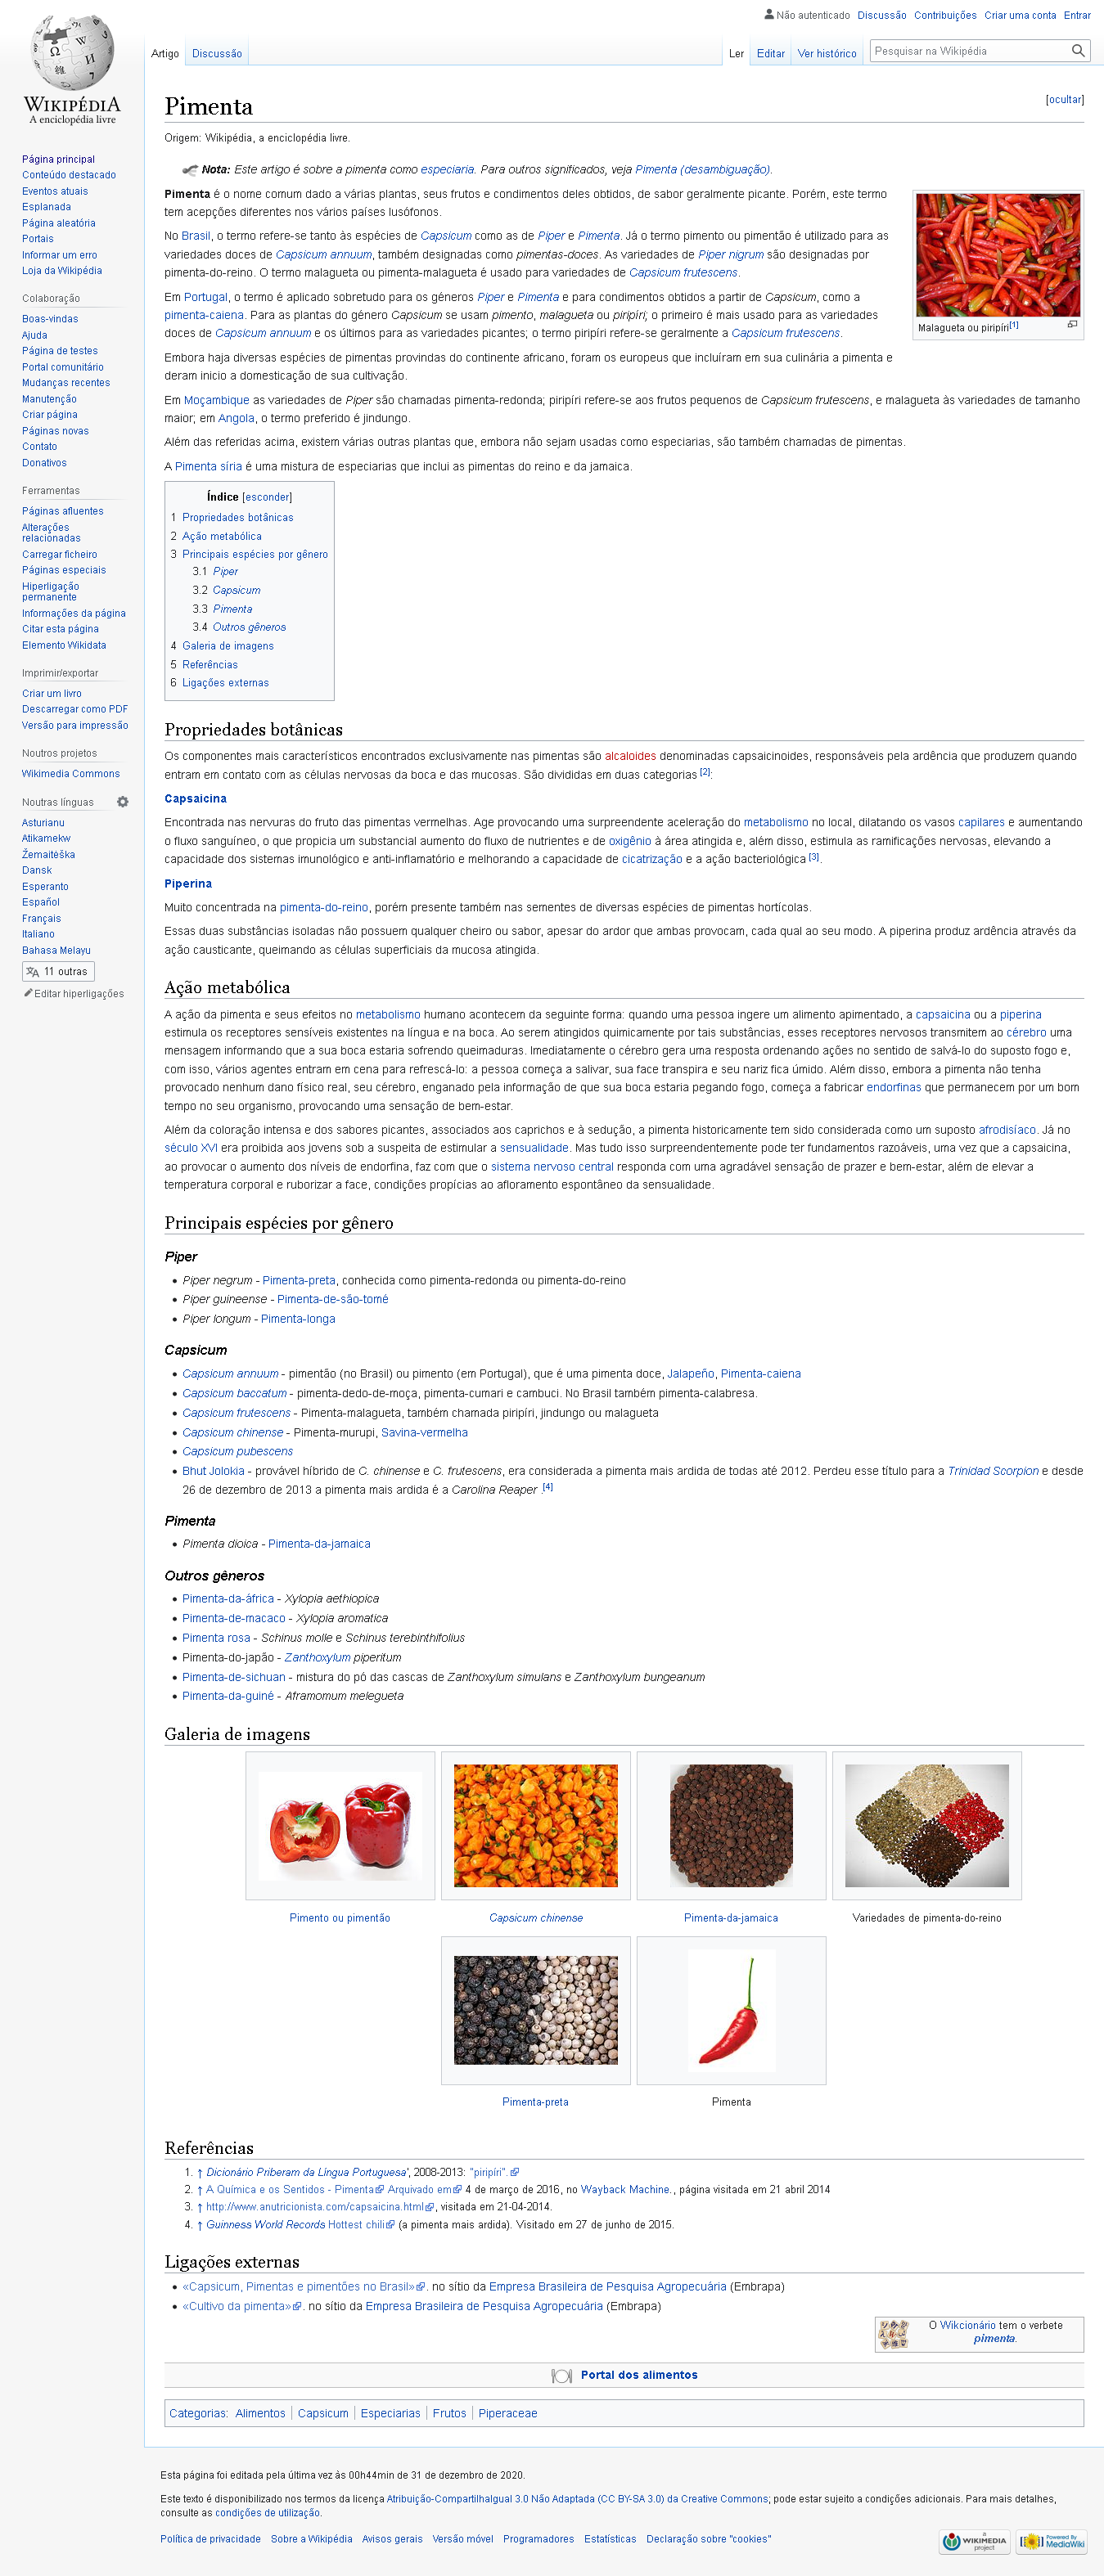 Não autenticado Discussão Contribuições Criar uma conta Entrar
Artigo Discussão Ler Editar Ver histórico Pesquisar na Wikipédia
WIKIPÉDIA
A enciclopédia livre
Página principal
Conteúdo destacado
Eventos atuais
Esplanada
Página aleatória
Portais
Informar um erro
Loja da Wikipédia
Colaboração
Boas-vindas
Ajuda
Página de testes
Portal comunitário
Mudanças recentes
Manutenção
Criar página
Páginas novas
Contato
Donativos
Ferramentas
Páginas afluentes
Alterações
relacionadas
Carregar ficheiro
Páginas especiais
Hiperligação
permanente
Informações da página
Citar esta página
Elemento Wikidata
Imprimir/exportar
Criar um livro
Descarregar como PDF
Versão para impressão
Noutros projetos
Wikimedia Commons
Noutras línguas
Asturianu
Atikamekw
Žemaitėška
Dansk
Esperanto
Español
Français
Italiano
Bahasa Melayu
11 outras
Editar hiperligações
Pimenta
[ocultar]
Origem: Wikipédia, a enciclopédia livre.
Nota: Este artigo é sobre a pimenta como especiaria. Para outros significados, veja Pimenta (desambiguação).
Pimenta é o nome comum dado a várias plantas, seus frutos e condimentos deles obtidos, de sabor geralmente picante. Porém, este termo
tem acepções diferentes nos vários países lusófonos.
No Brasil, o termo refere-se tanto às espécies de Capsicum como as de Piper e Pimenta. Já o termo pimento ou pimentão é utilizado para as
variedades doces de Capsicum annuum, também designadas como pimentas-doces. As variedades de Piper nigrum são designadas por
pimenta-do-reino. O termo malagueta ou pimenta-malagueta é usado para variedades de Capsicum frutescens.
Em Portugal, o termo é aplicado sobretudo para os géneros Piper e Pimenta e para condimentos obtidos a partir de Capsicum, como a
pimenta-caiena. Para as plantas do género Capsicum se usam pimento, malagueta ou piripíri; o primeiro é mais usado para as variedades
doces de Capsicum annuum e os últimos para as variedades picantes; o termo piripíri refere-se geralmente a Capsicum frutescens.
Embora haja diversas espécies de pimentas provindas do continente africano, foram os europeus que incluíram em sua culinária a pimenta e
deram inicio a domesticação de sua cultivação.
Malagueta ou piripíri[1]
Em Moçambique as variedades de Piper são chamadas pimenta-redonda; piripíri refere-se aos frutos pequenos de Capsicum frutescens, e malagueta às variedades de tamanho
maior; em Angola, o termo preferido é jindungo.
Além das referidas acima, existem várias outras plantas que, embora não sejam usadas como especiarias, são também chamadas de pimentas.
A Pimenta síria é uma mistura de especiarias que inclui as pimentas do reino e da jamaica.
Índice [esconder]
1 Propriedades botânicas
2 Ação metabólica
3 Principais espécies por gênero
3.1 Piper
3.2 Capsicum
3.3 Pimenta
3.4 Outros gêneros
4 Galeria de imagens
5 Referências
6 Ligações externas
Propriedades botânicas
Os componentes mais característicos encontrados exclusivamente nas pimentas são alcaloides denominadas capsaicinoides, responsáveis pela ardência que produzem quando
entram em contato com as células nervosas da boca e das mucosas. São divididas em duas categorias [2]:
Capsaicina
Encontrada nas nervuras do fruto das pimentas vermelhas. Age provocando uma surpreendente aceleração do metabolismo no local, dilatando os vasos capilares e aumentando
o fluxo sanguíneo, o que propicia um substancial aumento do fluxo de nutrientes e de oxigênio à área atingida e, além disso, estimula as ramificações nervosas, elevando a
capacidade dos sistemas imunológico e anti-inflamatório e melhorando a capacidade de cicatrização e a ação bacteriológica [3].
Piperina
Muito concentrada na pimenta-do-reino, porém presente também nas sementes de diversas espécies de pimentas hortícolas.
Essas duas substâncias isoladas não possuem qualquer cheiro ou sabor, apesar do ardor que ambas provocam, cada qual ao seu modo. A piperina produz ardência através da
ação causticante, queimando as células superficiais da mucosa atingida.
Ação metabólica
A ação da pimenta e seus efeitos no metabolismo humano acontecem da seguinte forma: quando uma pessoa ingere um alimento apimentado, a capsaicina ou a piperina
estimula os receptores sensíveis existentes na língua e na boca. Ao serem atingidos quimicamente por tais substâncias, esses receptores nervosos transmitem ao cérebro uma
mensagem informando que a sua boca estaria sofrendo queimaduras. Imediatamente o cérebro gera uma resposta ordenando ações no sentido de salvá-lo do suposto fogo e,
com isso, vários agentes entram em cena para refrescá-lo: a pessoa começa a salivar, sua face transpira e seu nariz fica úmido. Além disso, embora a pimenta não tenha
provocado nenhum dano físico real, seu cérebro, enganado pela informação de que sua boca estaria pegando fogo, começa a fabricar endorfinas que permanecem por um bom
tempo no seu organismo, provocando uma sensação de bem-estar.
Além da coloração intensa e dos sabores picantes, associados aos caprichos e à sedução, a pimenta historicamente tem sido considerada como um suposto afrodisíaco. Já no
século XVI era proibida aos jovens sob a suspeita de estimular a sensualidade. Mas tudo isso surpreendentemente pode ter fundamentos razoáveis, uma vez que a capsaicina,
ao provocar o aumento dos níveis de endorfina, faz com que o sistema nervoso central responda com uma agradável sensação de prazer e bem-estar, além de elevar a
temperatura corporal e ruborizar a face, condições propícias ao afloramento espontâneo da sensualidade.
Principais espécies por gênero
Piper
Piper negrum - Pimenta-preta, conhecida como pimenta-redonda ou pimenta-do-reino
Piper guineense - Pimenta-de-são-tomé
Piper longum - Pimenta-longa
Capsicum
Capsicum annuum - pimentão (no Brasil) ou pimento (em Portugal), que é uma pimenta doce, Jalapeño, Pimenta-caiena
Capsicum baccatum - pimenta-dedo-de-moça, pimenta-cumari e cambuci. No Brasil também pimenta-calabresa.
Capsicum frutescens - Pimenta-malagueta, também chamada piripíri, jindungo ou malagueta
Capsicum chinense - Pimenta-murupi, Savina-vermelha
Capsicum pubescens
Bhut Jolokia - provável híbrido de C. chinense e C. frutescens, era considerada a pimenta mais ardida de todas até 2012. Perdeu esse título para a Trinidad Scorpion e desde
26 de dezembro de 2013 a pimenta mais ardida é a Carolina Reaper .[4]
Pimenta
Pimenta dioica - Pimenta-da-jamaica
Outros gêneros
Pimenta-da-áfrica - Xylopia aethiopica
Pimenta-de-macaco - Xylopia aromatica
Pimenta rosa - Schinus molle e Schinus terebinthifolius
Pimenta-do-japão - Zanthoxylum piperitum
Pimenta-de-sichuan - mistura do pó das cascas de Zanthoxylum simulans e Zanthoxylum bungeanum
Pimenta-da-guiné - Aframomum melegueta
Galeria de imagens
Pimento ou pimentão Capsicum chinense Pimenta-da-jamaica Variedades de pimenta-do-reino
Pimenta-preta Pimenta
Referências
1. ↑ Dicionário Priberam da Língua Portuguesa', 2008-2013: "piripíri".
2. ↑ A Química e os Sentidos - Pimenta Arquivado em 4 de março de 2016, no Wayback Machine., página visitada em 21 abril 2014
3. ↑ http://www.anutricionista.com/capsaicina.html, visitada em 21-04-2014.
4. ↑ Guinness World Records Hottest chili (a pimenta mais ardida). Visitado em 27 de junho de 2015.
Ligações externas
«Capsicum, Pimentas e pimentões no Brasil». no sítio da Empresa Brasileira de Pesquisa Agropecuária (Embrapa)
«Cultivo da pimenta». no sítio da Empresa Brasileira de Pesquisa Agropecuária (Embrapa)
O Wikcionário tem o verbete
pimenta.
Portal dos alimentos
Categorias: Alimentos Capsicum Especiarias Frutos Piperaceae
Esta página foi editada pela última vez às 00h44min de 31 de dezembro de 2020.
Este texto é disponibilizado nos termos da licença Atribuição-CompartilhaIgual 3.0 Não Adaptada (CC BY-SA 3.0) da Creative Commons; pode estar sujeito a condições adicionais. Para mais detalhes,
consulte as condições de utilização.
Política de privacidade Sobre a Wikipédia Avisos gerais Versão móvel Programadores Estatísticas Declaração sobre "cookies"
A WIKIMEDIA project Powered By MediaWiki